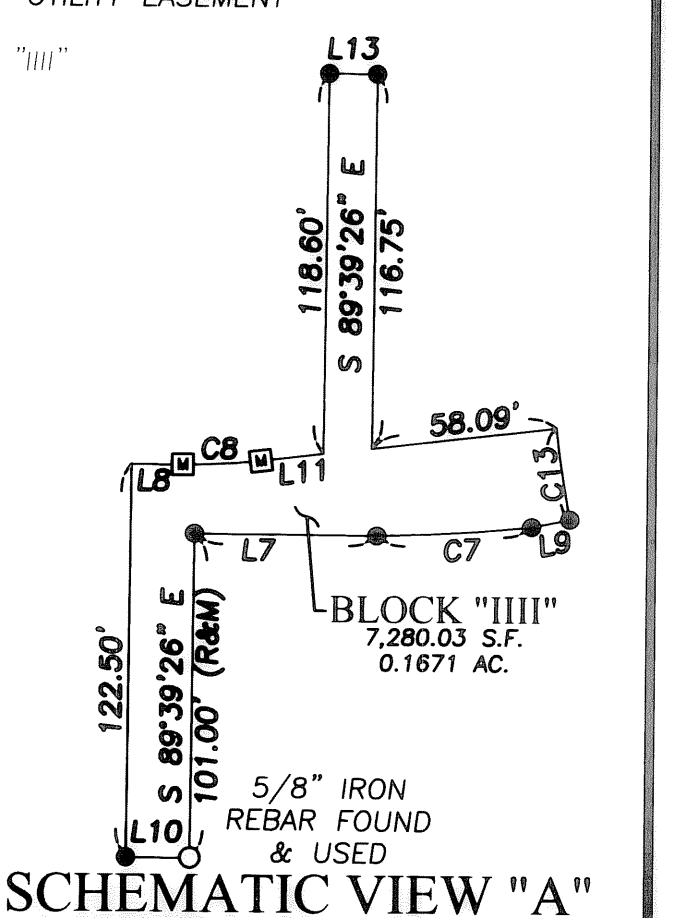 UTILITY EASEMENT
"IIII"
L13
118.60'
S 89°39'26" E
116.75'
58.09'
C8
M
M
L11
L8
C13
L7
C7
L9
BLOCK "IIII"
7,280.03 S.F.
0.1671 AC.
122.50'
S 89°39'26" E
101.00' (R&M)
5/8" IRON
REBAR FOUND
& USED
L10
SCHEMATIC VIEW "A"